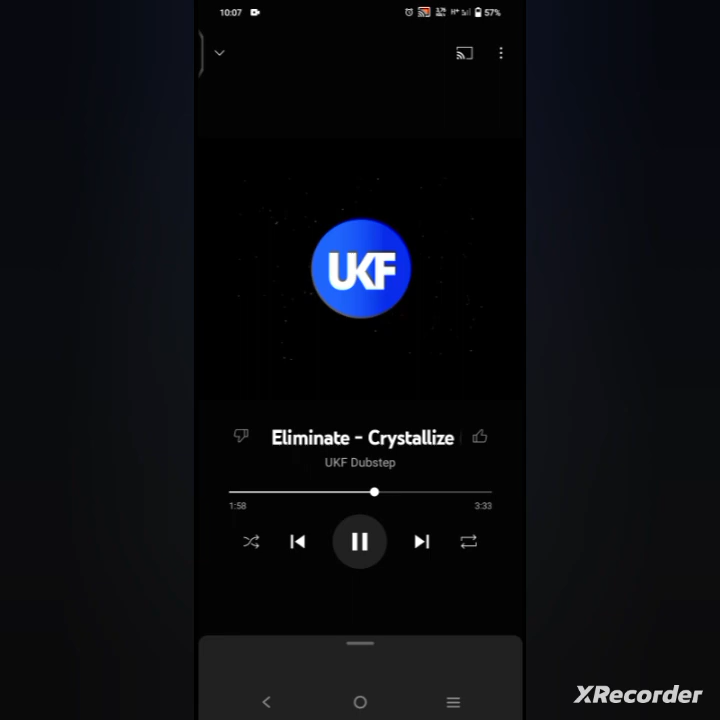 10:07
57%
UKF
Eliminate - Crystallize
UKF Dubstep
1:58
3:33
XRecorder